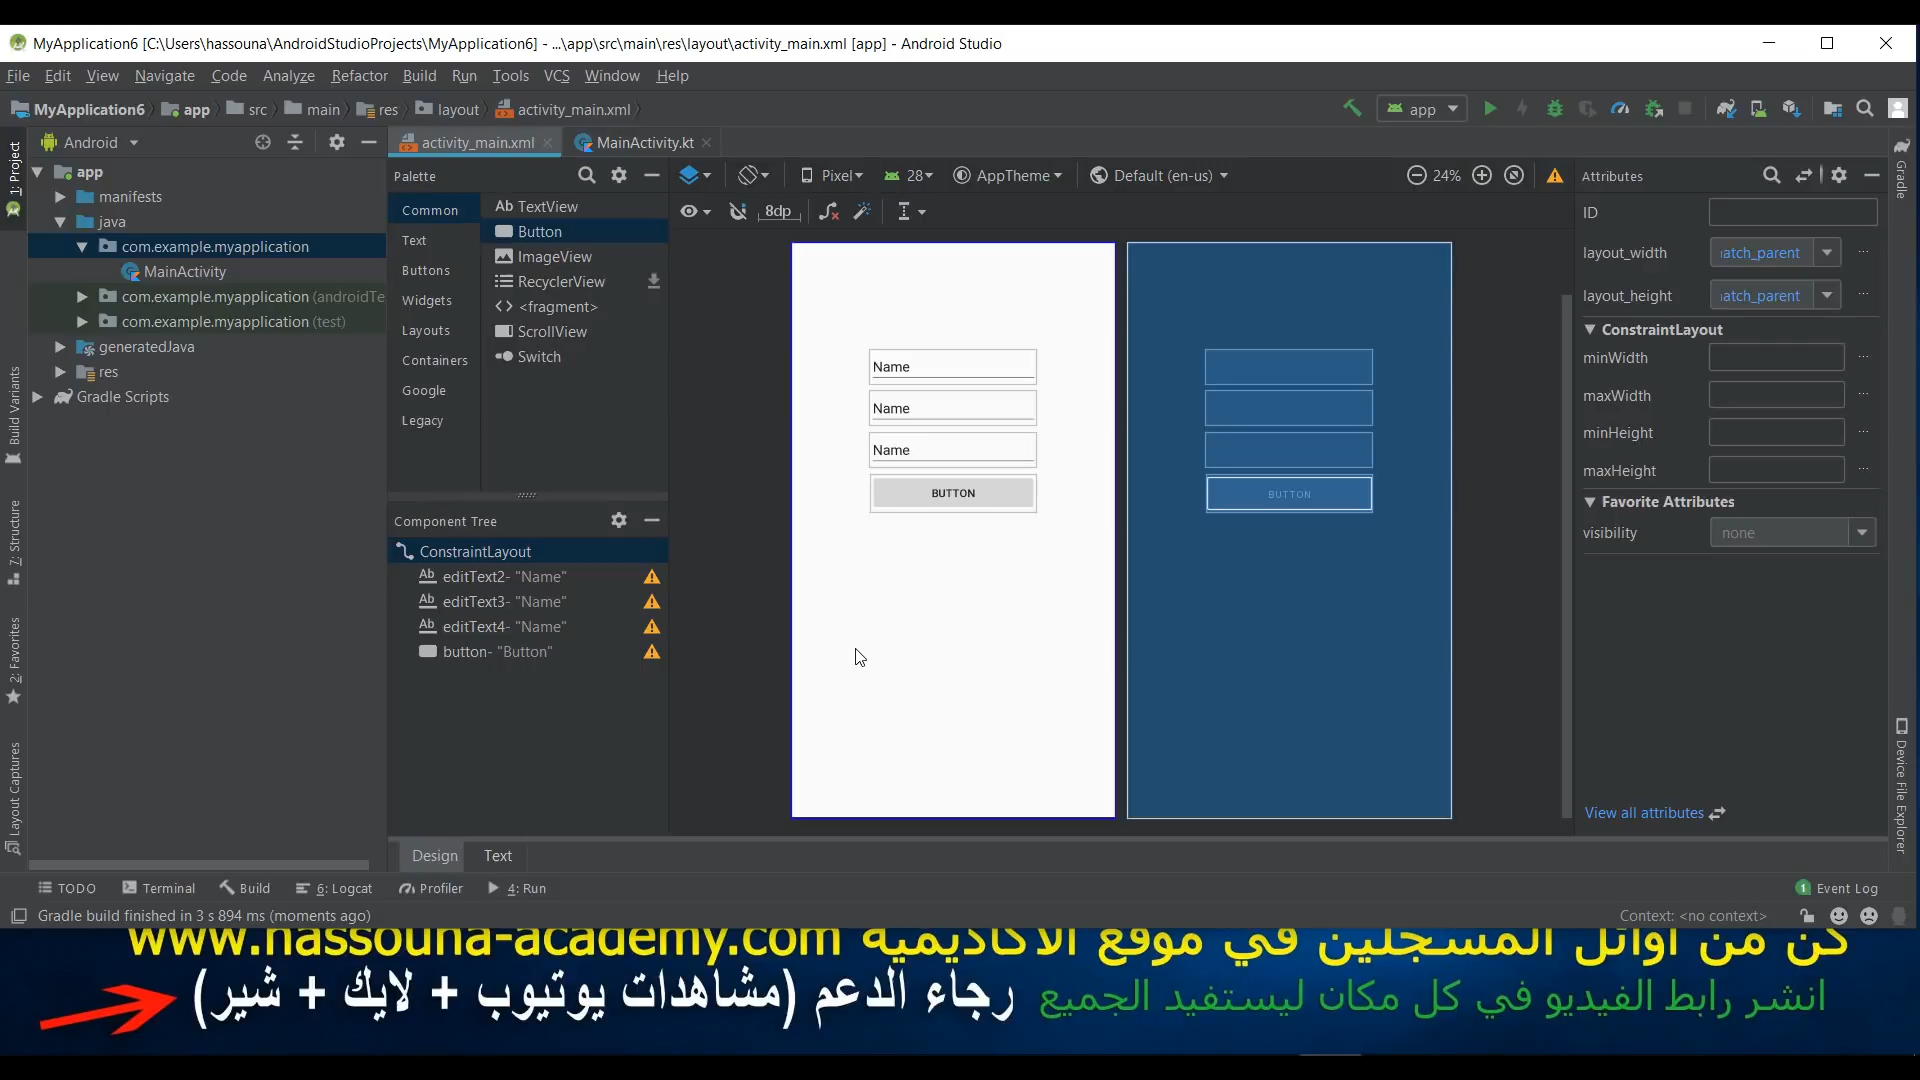 MyApplication6 [C:\Users\hassouna\AndroidStudioProjects\MyApplication6] - ...\app\src\main\res\layout\activity_main.xml [app] - Android Studio
File Edit View Navigate Code Analyze Refactor Build Run Tools VCS Window Help
MyApplication6 app src main res layout activity_main.xml
app
Android
activity_main.xml MainActivity.kt
1: Project
Build Variants
7: Structure
2: Favorites
Layout Captures
app
manifests
java
com.example.myapplication
MainActivity
com.example.myapplication (androidTe
com.example.myapplication (test)
generatedJava
res
Gradle Scripts
Palette
Common
Text
Buttons
Widgets
Layouts
Containers
Google
Legacy
Ab TextView
Button
ImageView
RecyclerView
<fragment>
ScrollView
Switch
Component Tree
ConstraintLayout
Ab editText2- "Name"
Ab editText3- "Name"
Ab editText4- "Name"
button- "Button"
Pixel 28 AppTheme Default (en-us) 24%
8dp
Name
Name
Name
BUTTON
BUTTON
Attributes
ID
layout_width atch_parent ...
layout_height atch_parent ...
ConstraintLayout
minWidth ...
maxWidth ...
minHeight ...
maxHeight ...
Favorite Attributes
visibility none
View all attributes
Gradle
Device File Explorer
Design Text
TODO Terminal Build 6: Logcat Profiler 4: Run
1 Event Log
Gradle build finished in 3 s 894 ms (moments ago)
Context: <no context>
كن من اوائل المسجلين في موقع الاكاديمية www.hassouna-academy.com
انشر رابط الفيديو في كل مكان ليستفيد الجميع رجاء الدعم (مشاهدات يوتيوب + لايك + شير)